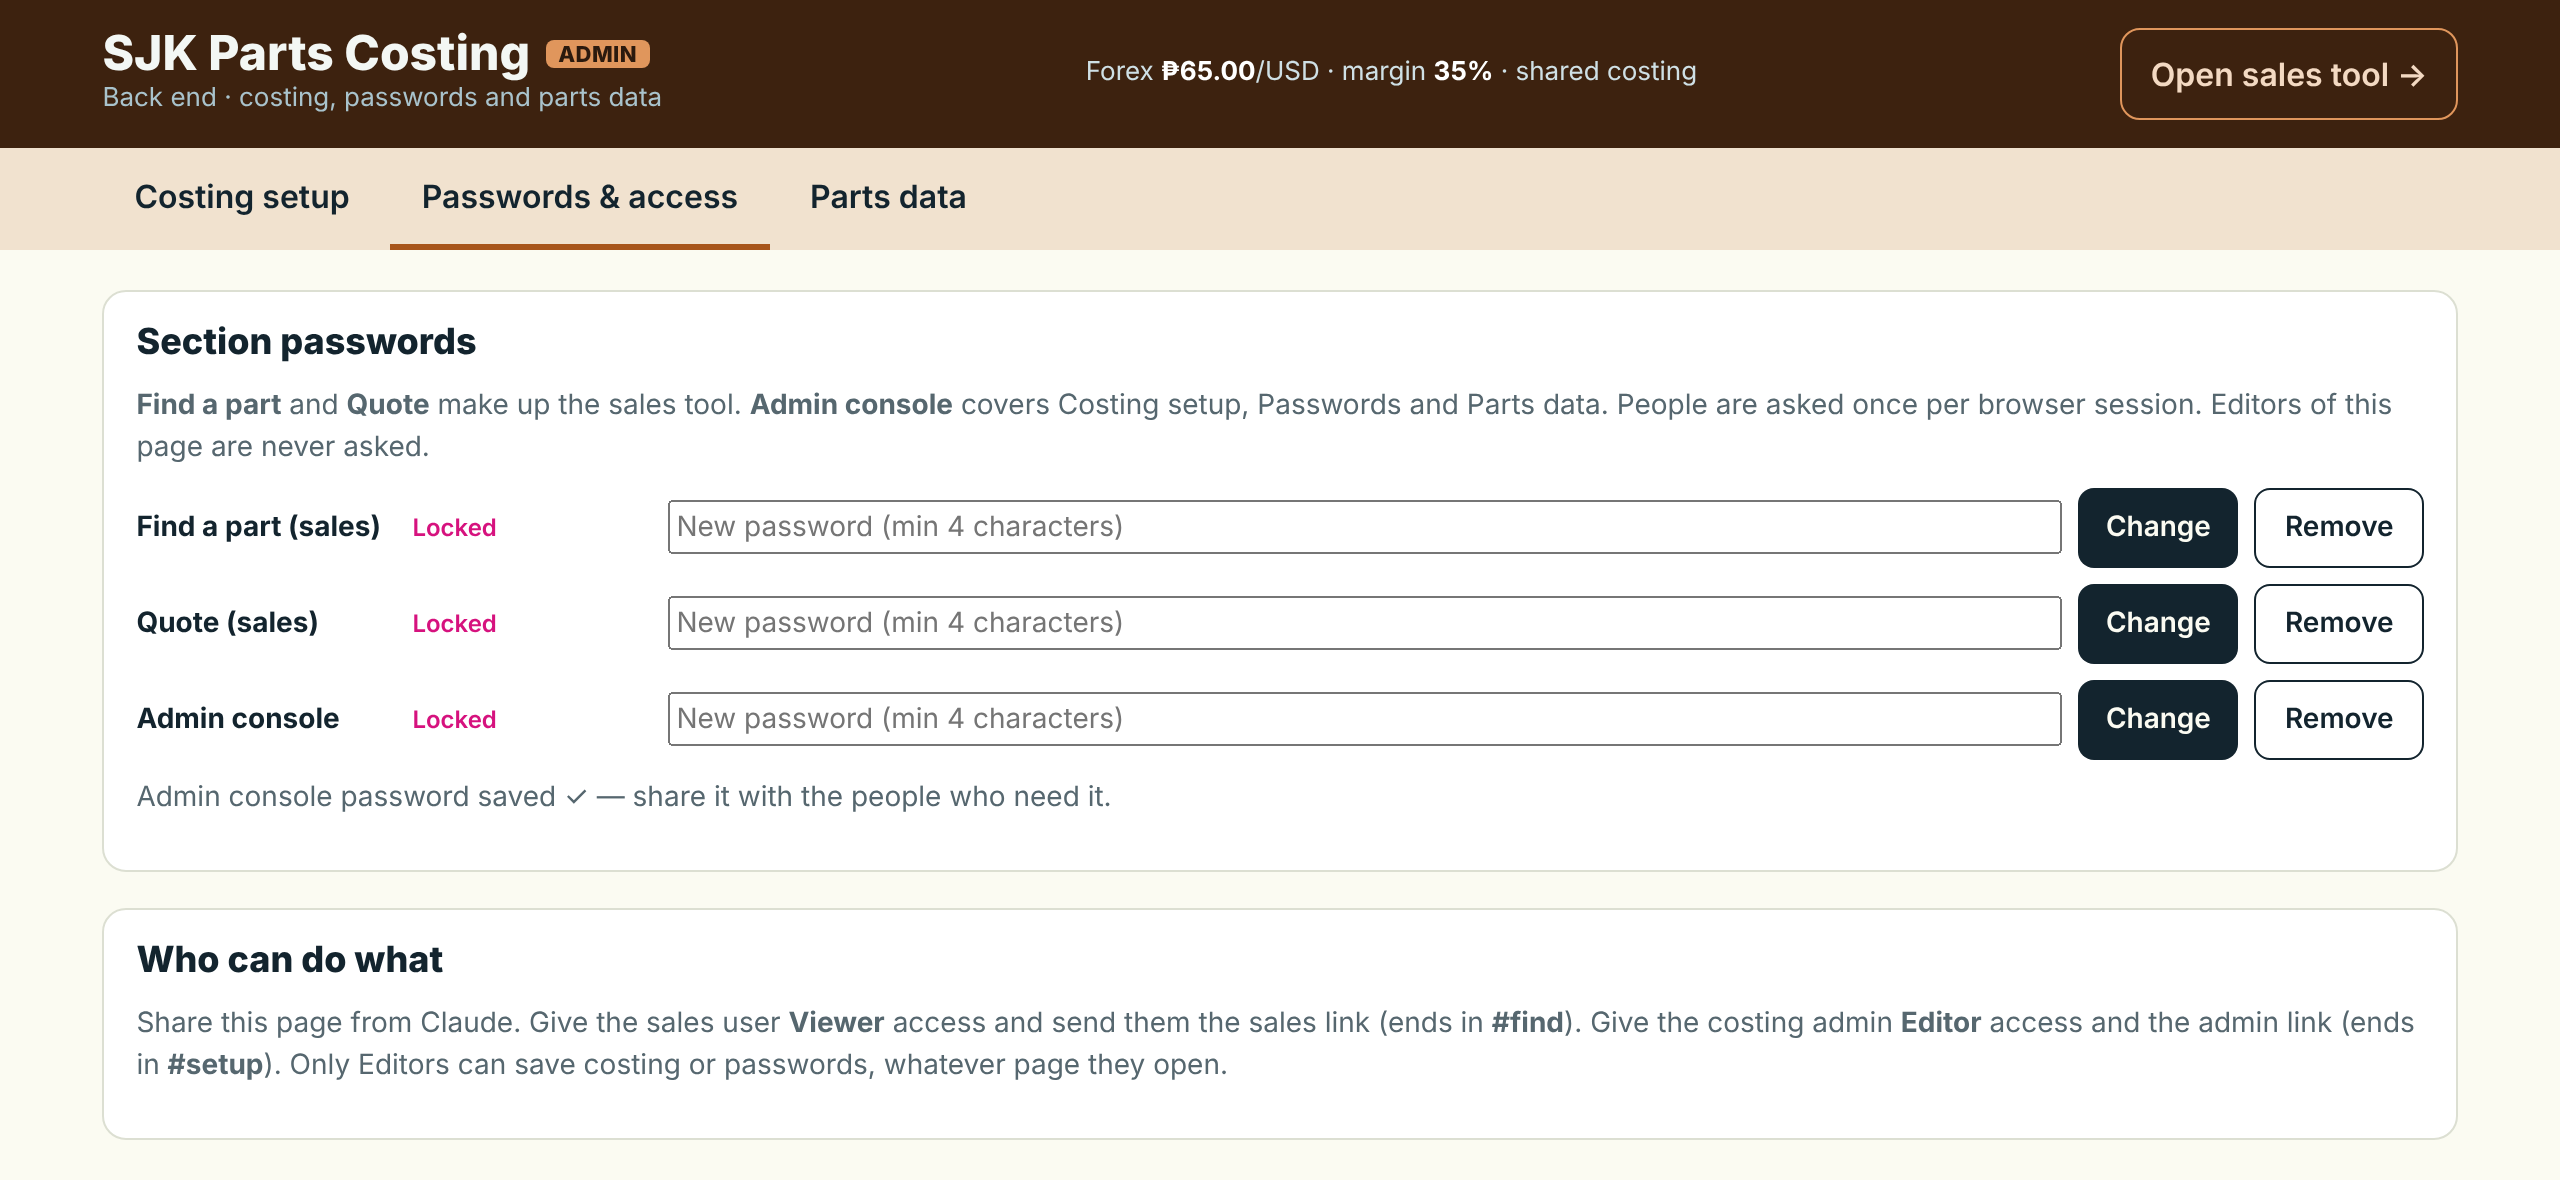 SJK Parts Costing ADMIN
Back end · costing, passwords and parts data
Forex ₱65.00/USD · margin 35% · shared costing
Open sales tool →
Costing setup Passwords & access Parts data
Section passwords
Find a part and Quote make up the sales tool. Admin console covers Costing setup, Passwords and Parts data. People are asked once per browser session. Editors of this
page are never asked.
Find a part (sales) Locked New password (min 4 characters) Change Remove
Quote (sales) Locked New password (min 4 characters) Change Remove
Admin console Locked New password (min 4 characters) Change Remove
Admin console password saved ✓ — share it with the people who need it.
Who can do what
Share this page from Claude. Give the sales user Viewer access and send them the sales link (ends in #find). Give the costing admin Editor access and the admin link (ends
in #setup). Only Editors can save costing or passwords, whatever page they open.